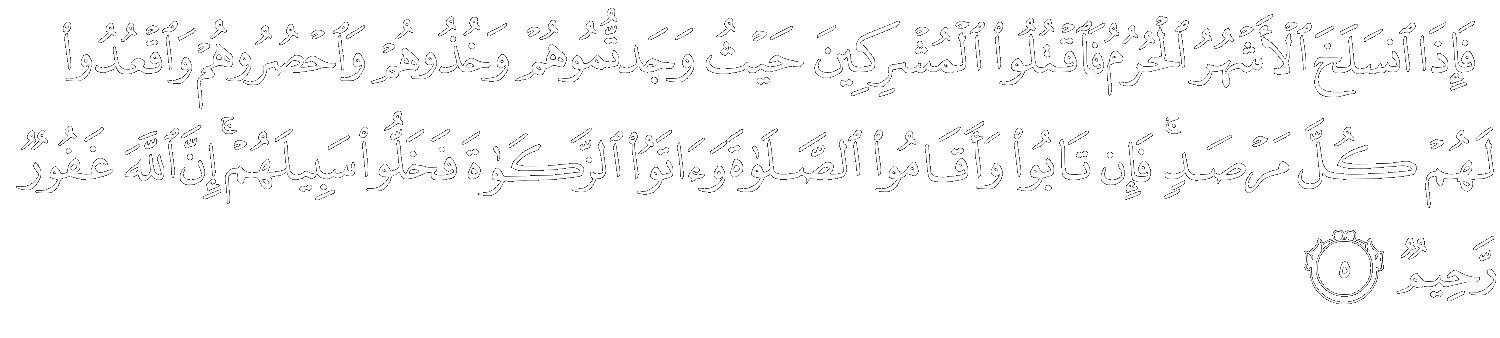 فَإِذَا ٱنسَلَخَ ٱلْأَشْهُرُ ٱلْحُرُمُ فَٱقْتُلُوا۟ ٱلْمُشْرِكِينَ حَيْثُ وَجَدتُّمُوهُمْ وَخُذُوهُمْ وَٱحْصُرُوهُمْ وَٱقْعُدُوا۟
لَهُمْ كُلَّ مَرْصَدٍۢ ۚ فَإِن تَابُوا۟ وَأَقَامُوا۟ ٱلصَّلَوٰةَ وَءَاتَوُا۟ ٱلزَّكَوٰةَ فَخَلُّوا۟ سَبِيلَهُمْ ۚ إِنَّ ٱللَّهَ غَفُورٌۭ
رَّحِيمٌۭ ٥